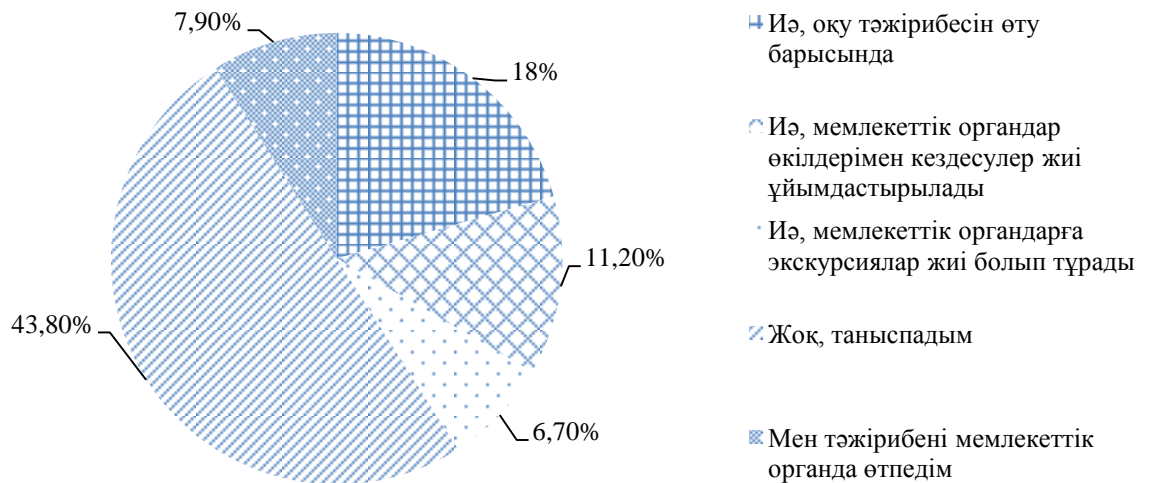 7,90%
18%
11,20%
6,70%
43,80%
Иә, оқу тәжірибесін өту
барысында
Иә, мемлекеттік органдар
өкілдерімен кездесулер жиі
ұйымдастырылады
Иә, мемлекеттік органдарға
экскурсиялар жиі болып тұрады
Жоқ, таныспадым
Мен тәжірибені мемлекеттік
органда өтпедім